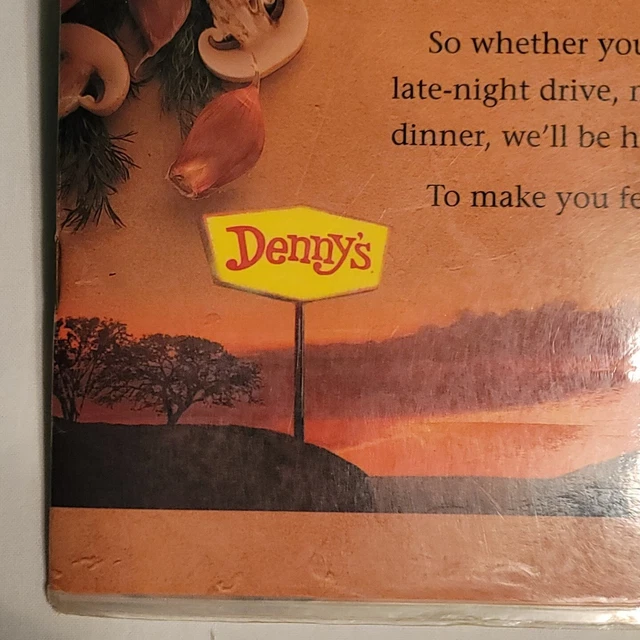 So whether you
late-night drive,
dinner, we'll be
To make you
Denny's